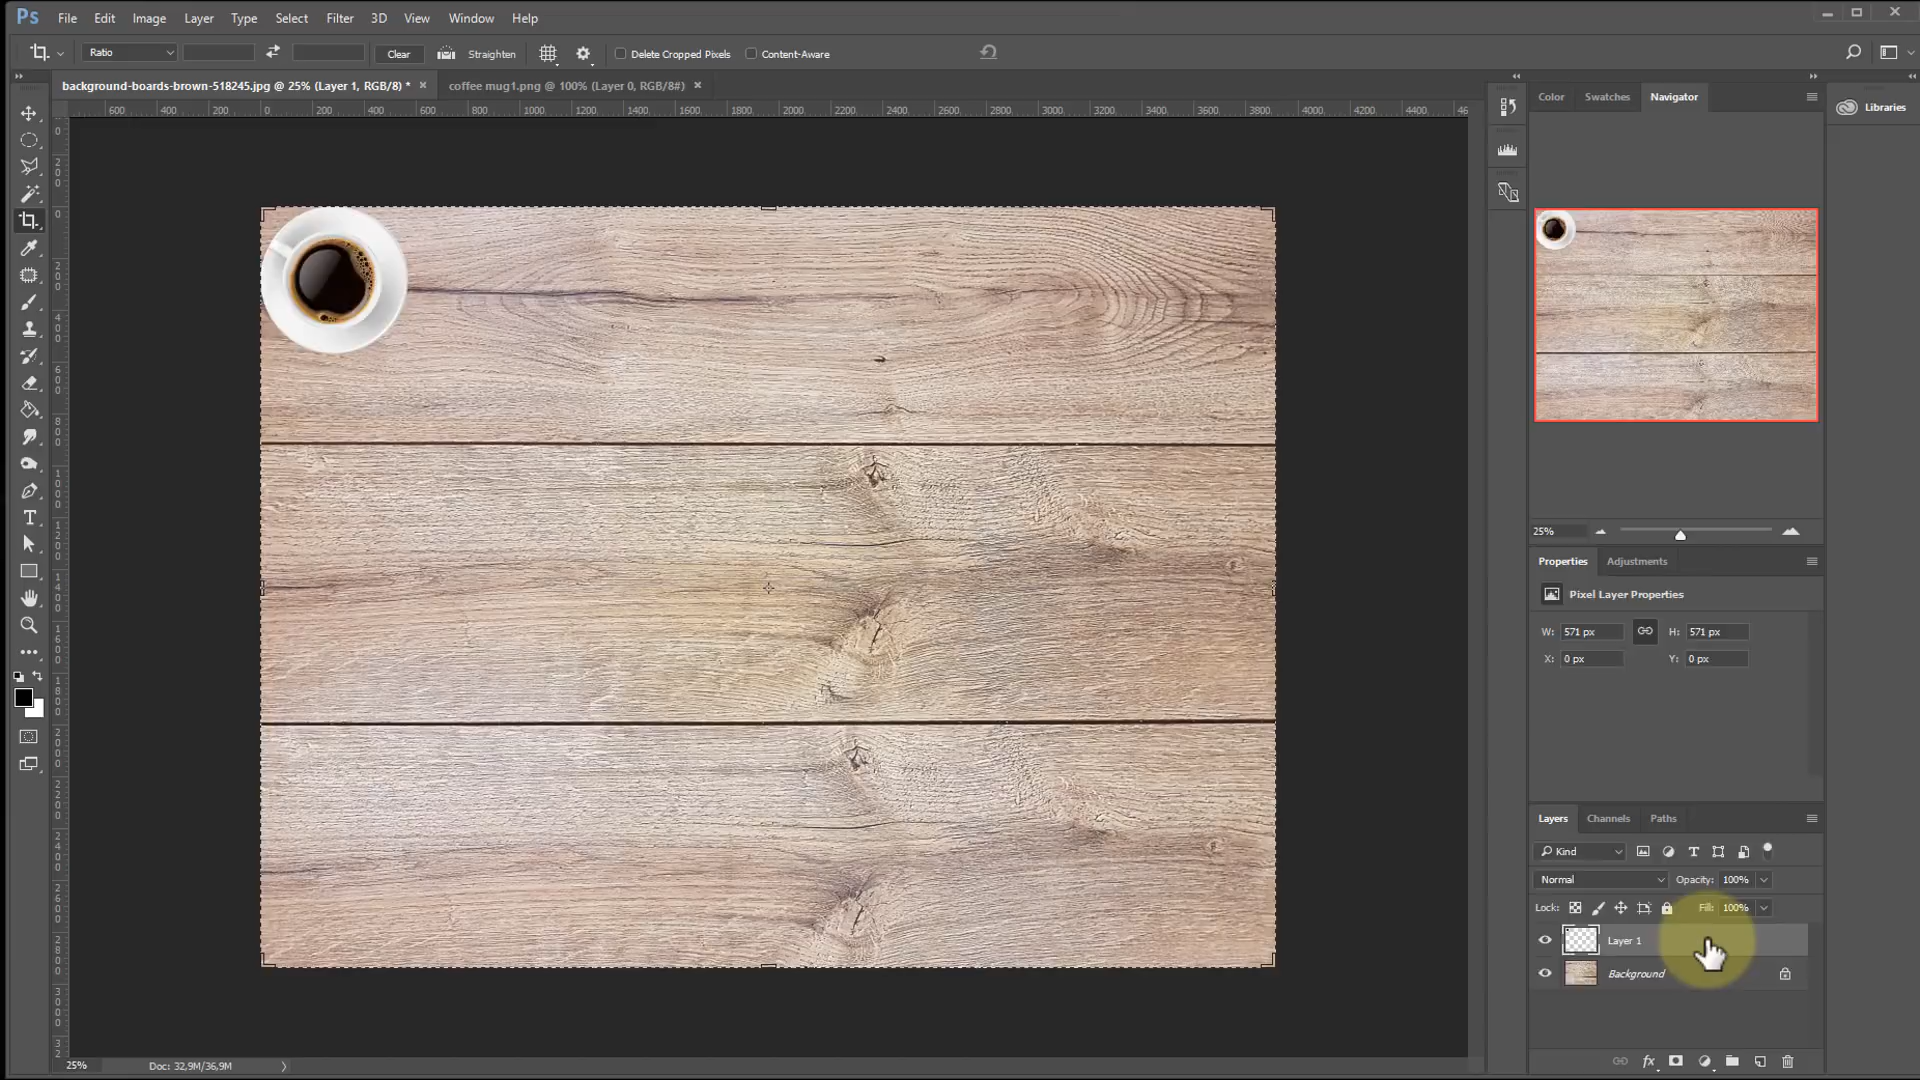 Ps File Edit Image Layer Type Select Filter 3D View Window Help
Ratio Clear Straighten Delete Cropped Pixels Content-Aware
background-boards-brown-518245.jpg @ 25% (Layer 1, RGB/8) * × coffee mug1.png @ 100% (Layer 0, RGB/8#) ×
Color Swatches Navigator
Libraries
600 400 200 0 200 400 600 800 1000 1200 1400 1600 1800 2000 2200 2400 2600 2800 3000 3200 3400 3600 3800 4000 4200 4400 46
25%
Properties Adjustments
Pixel Layer Properties
W: 571 px H: 571 px
X: 0 px Y: 0 px
Layers Channels Paths
Kind
Normal Opacity: 100%
Lock: Fill: 100%
Layer 1
Background
fx
25% Doc: 32,9M/36,9M